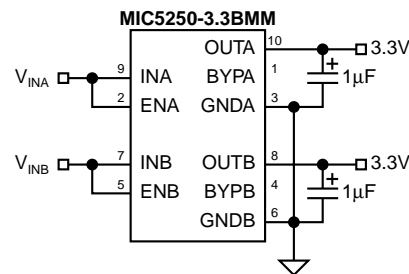 MIC5250-3.3BMM
OUTA 10 3.3V
VINA 9 INA BYPA 1 + 1µF
2 ENA GNDA 3
VINB 7 INB OUTB 8 3.3V
5 ENB BYPB 4 + 1µF
GNDB 6